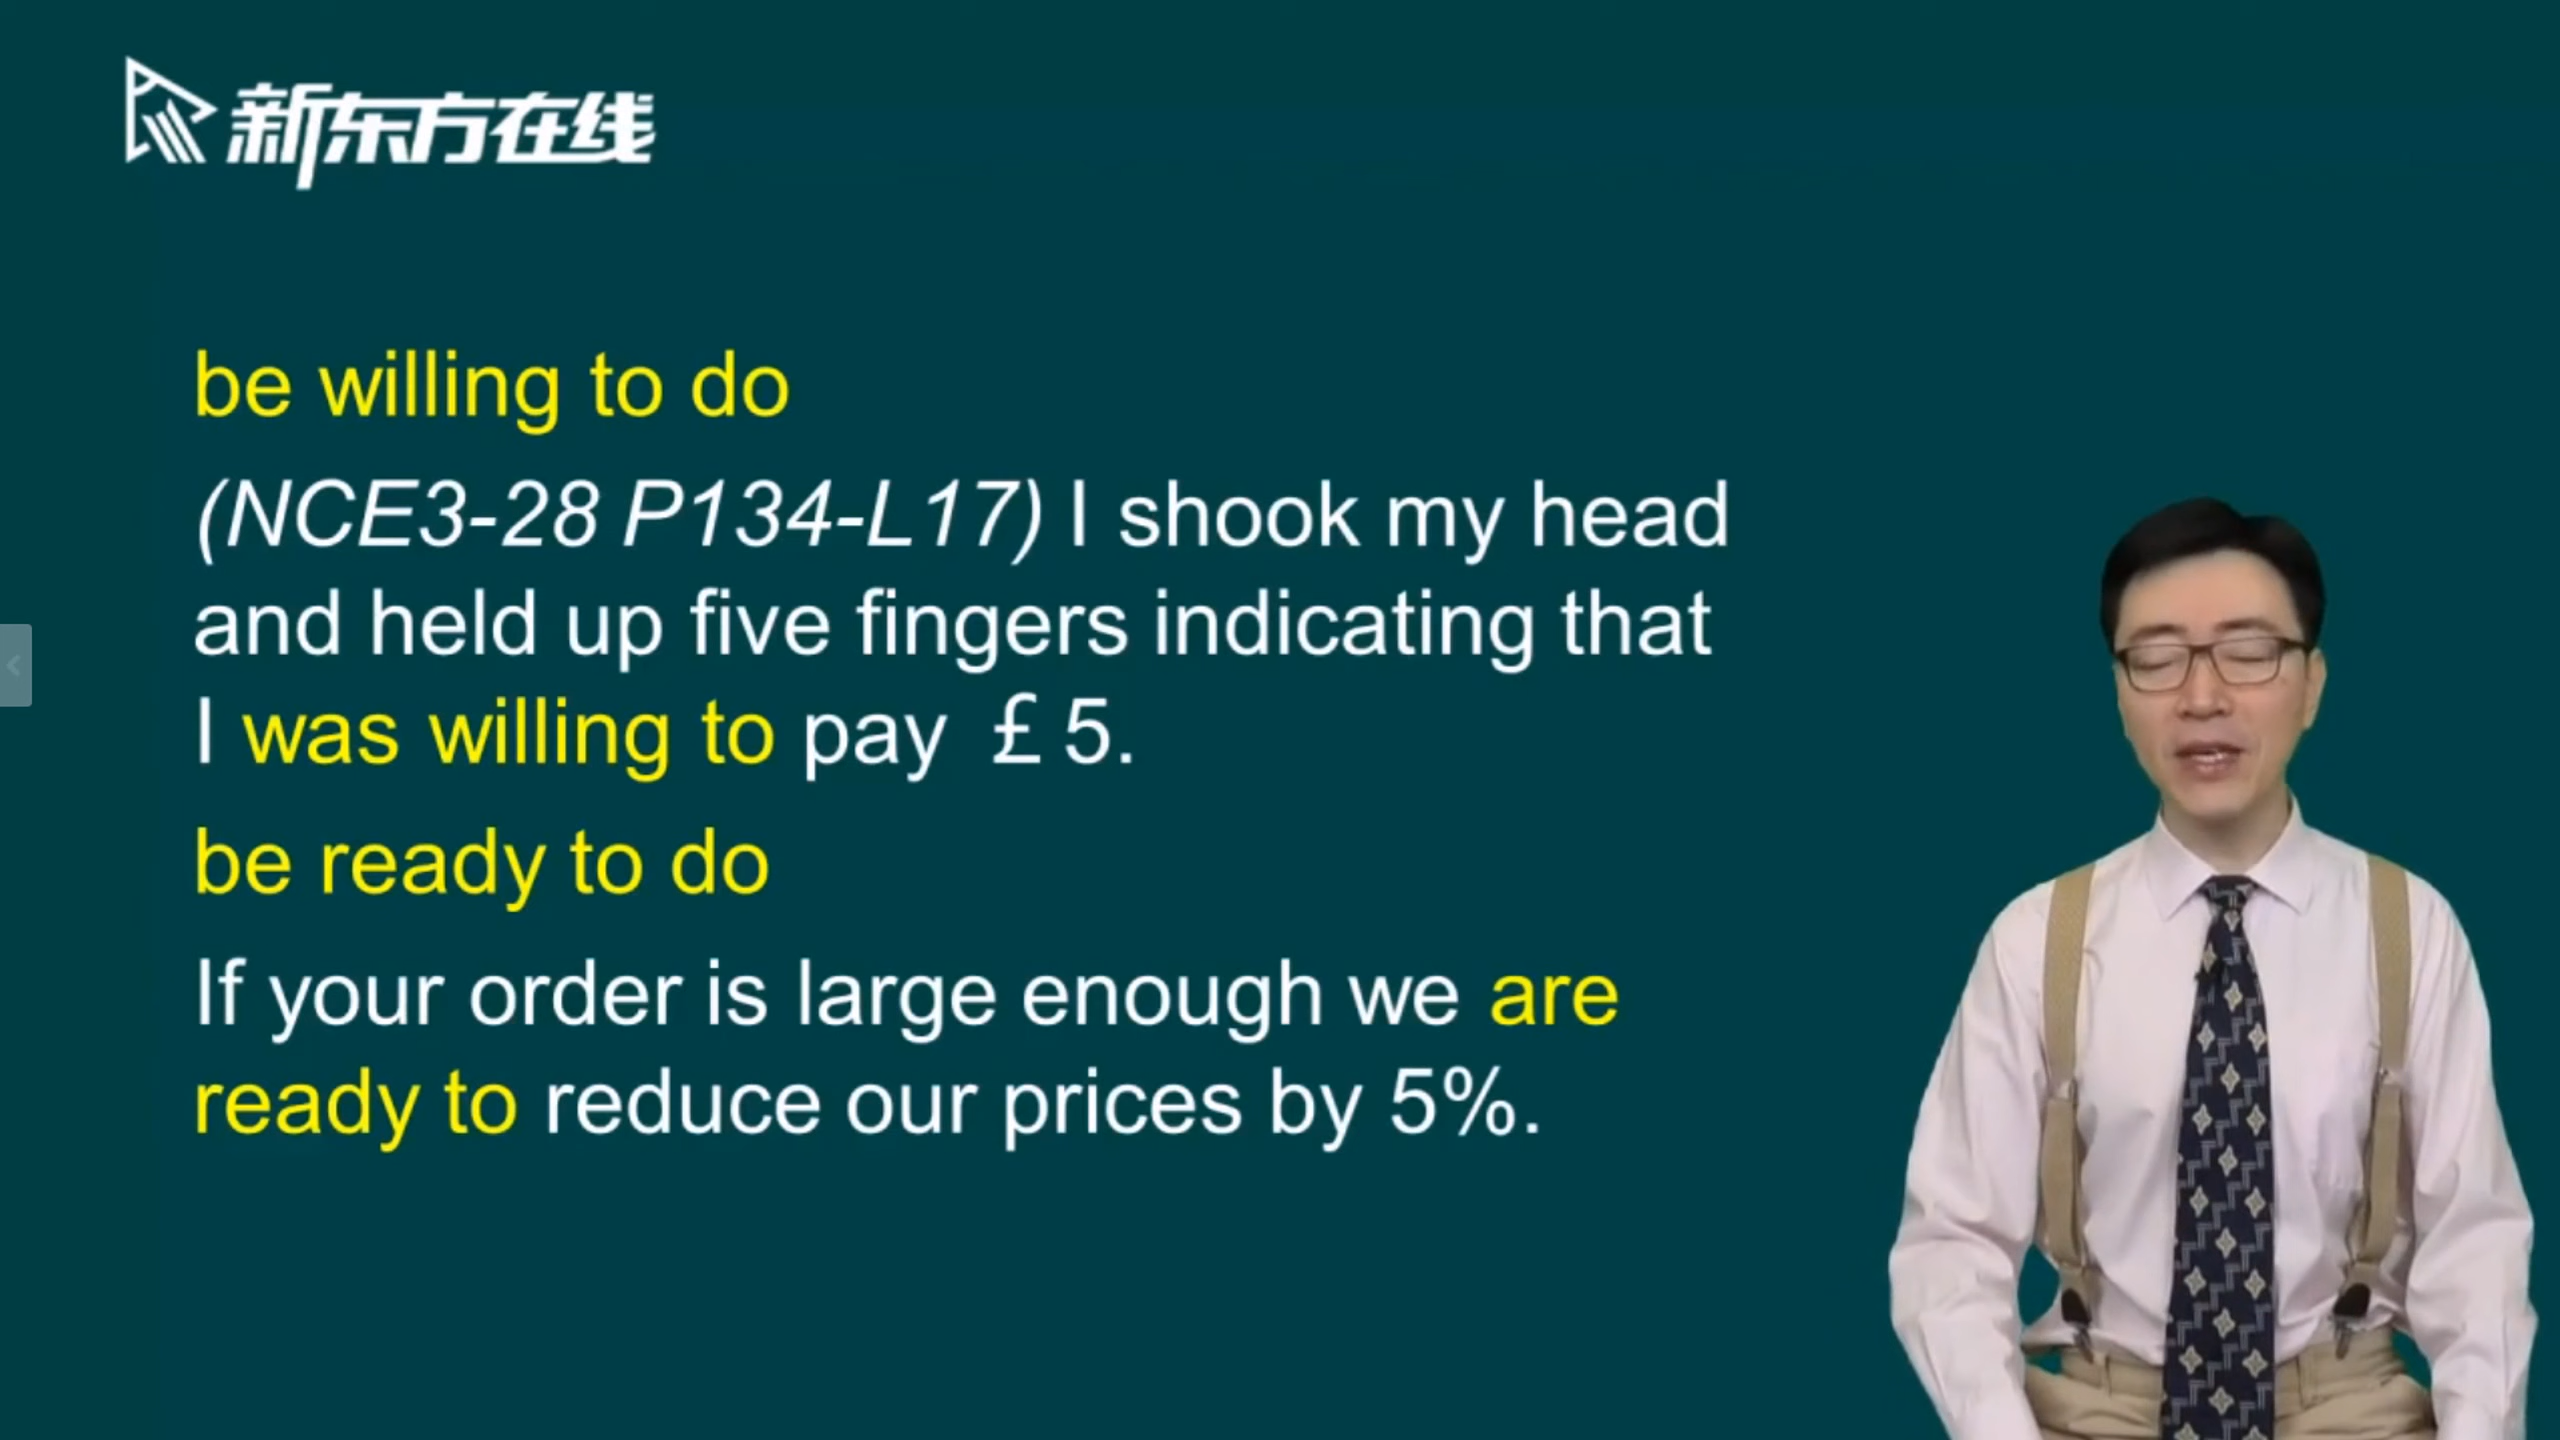 新东方在线
be willing to do
(NCE3-28 P134-L17) I shook my head
and held up five fingers indicating that
I was willing to pay £5.
be ready to do
If your order is large enough we are
ready to reduce our prices by 5%.